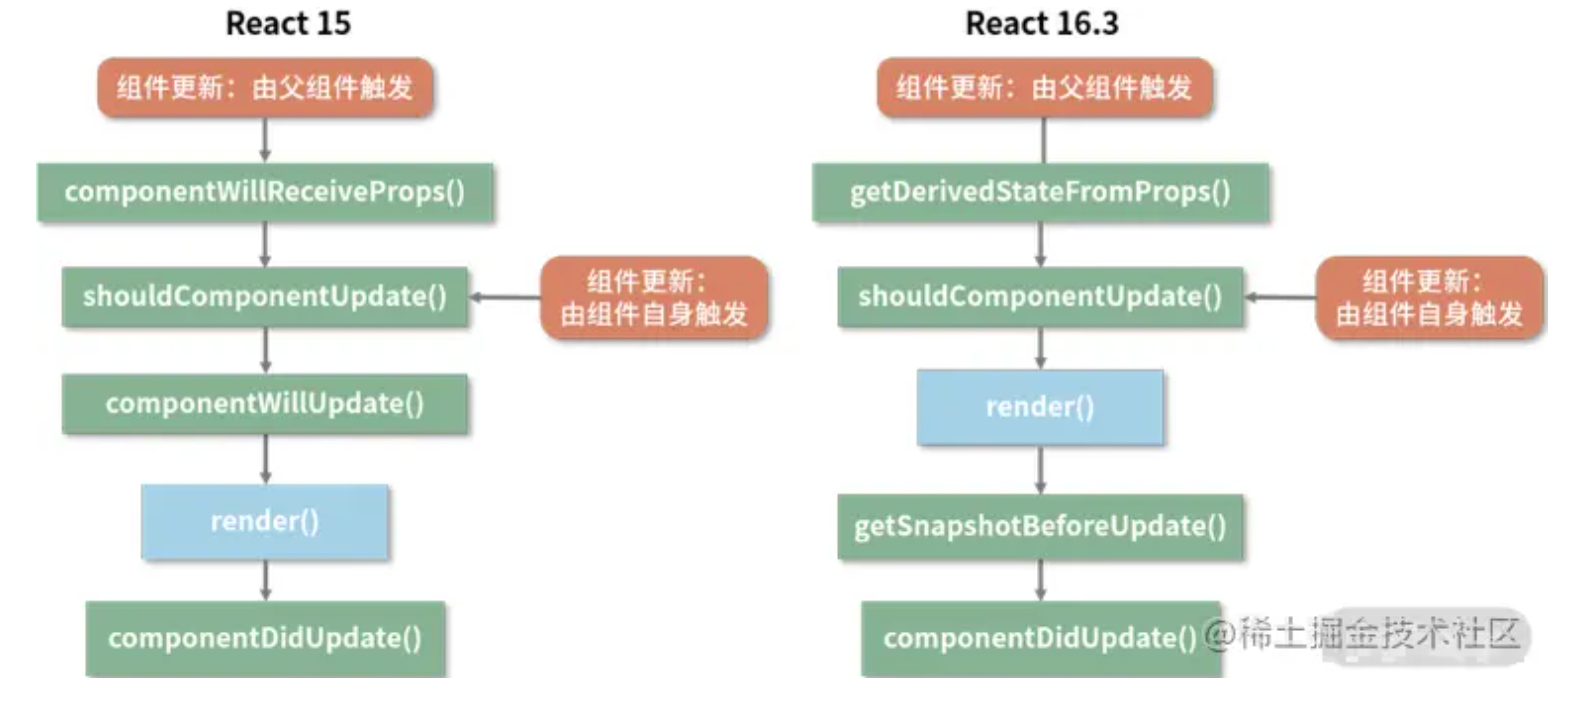 React 15
组件更新：由父组件触发
componentWillReceiveProps()
shouldComponentUpdate()
组件更新：
由组件自身触发
componentWillUpdate()
render()
componentDidUpdate()
React 16.3
组件更新：由父组件触发
getDerivedStateFromProps()
shouldComponentUpdate()
组件更新：
由组件自身触发
render()
getSnapshotBeforeUpdate()
componentDidUpdate()
@稀土掘金技术社区